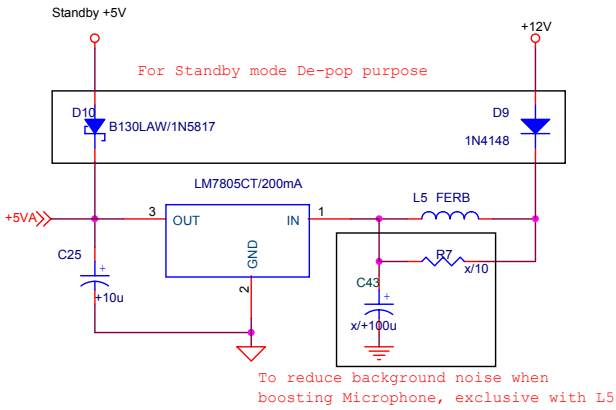 Standby +5V
+12V
For Standby mode De-pop purpose
D10
B130LAW/1N5817
D9
1N4148
LM7805CT/200mA
L5 FERB
+5VA
3
OUT
IN
1
GND
2
C25
+
+10u
R7
x/10
C43
+
x/+100u
To reduce background noise when
boosting Microphone, exclusive with L5